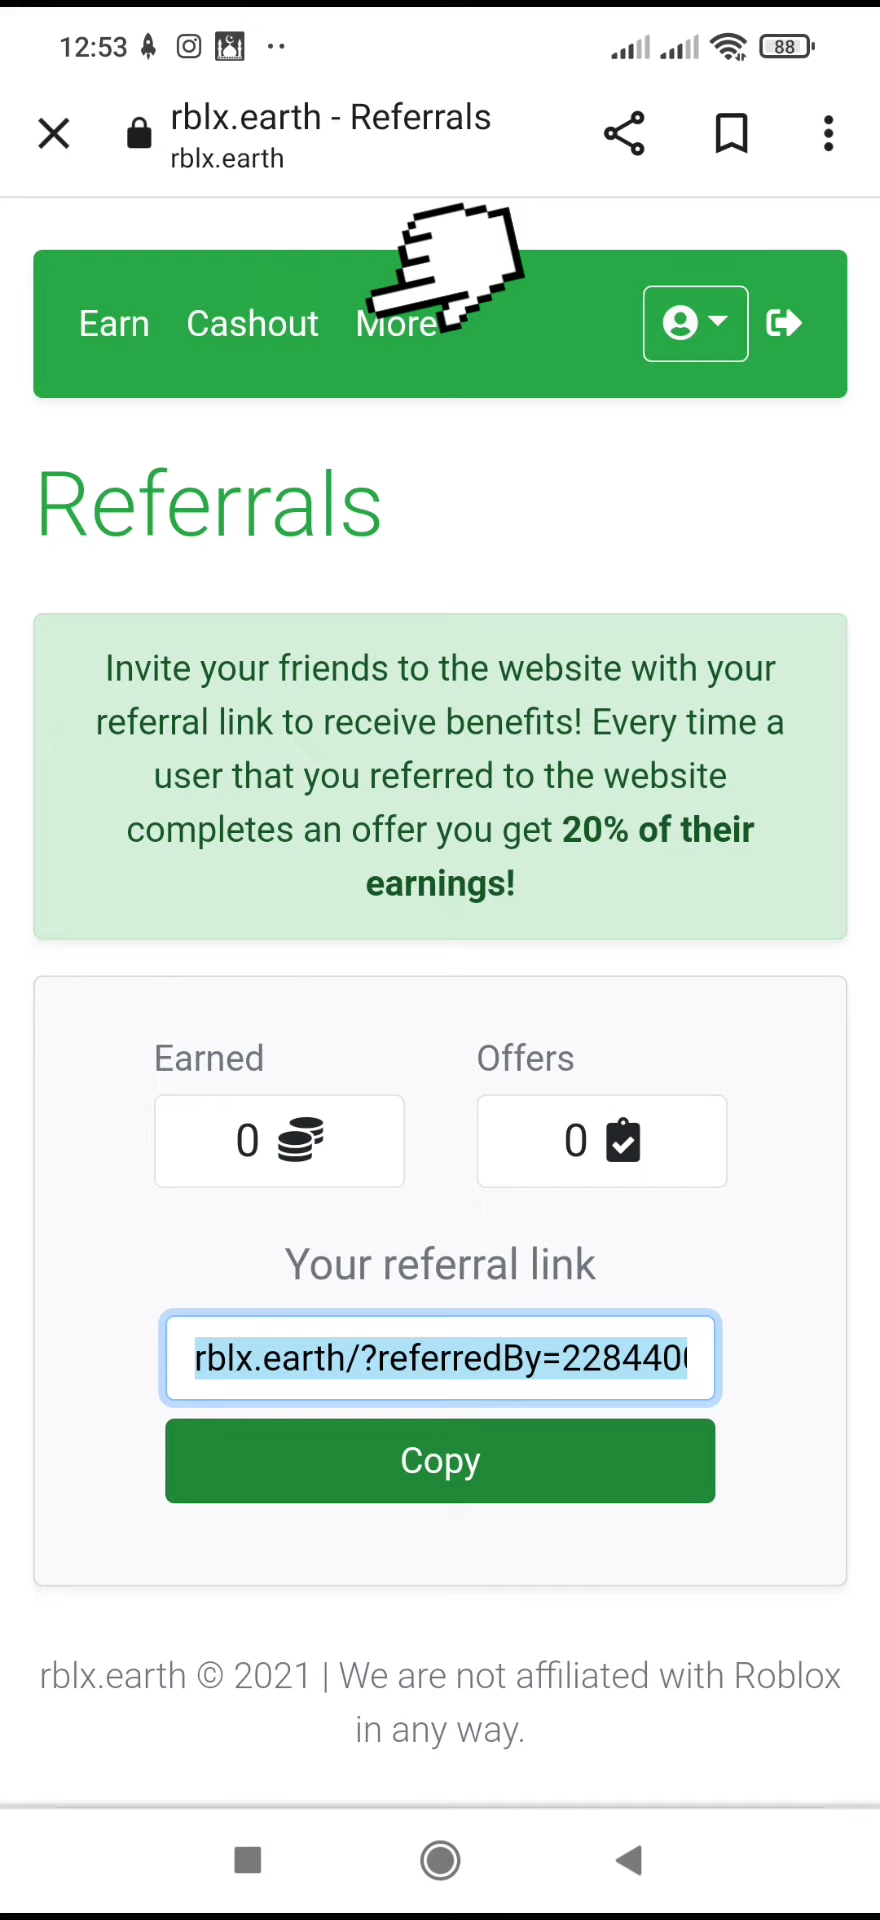 12:53
88
rblx.earth - Referrals
rblx.earth
Earn Cashout More
Referrals
Invite your friends to the website with your
referral link to receive benefits! Every time a
user that you referred to the website
completes an offer you get 20% of their
earnings!
Earned Offers
0 0
Your referral link
rblx.earth/?referredBy=228440
Copy
rblx.earth © 2021 | We are not affiliated with Roblox
in any way.